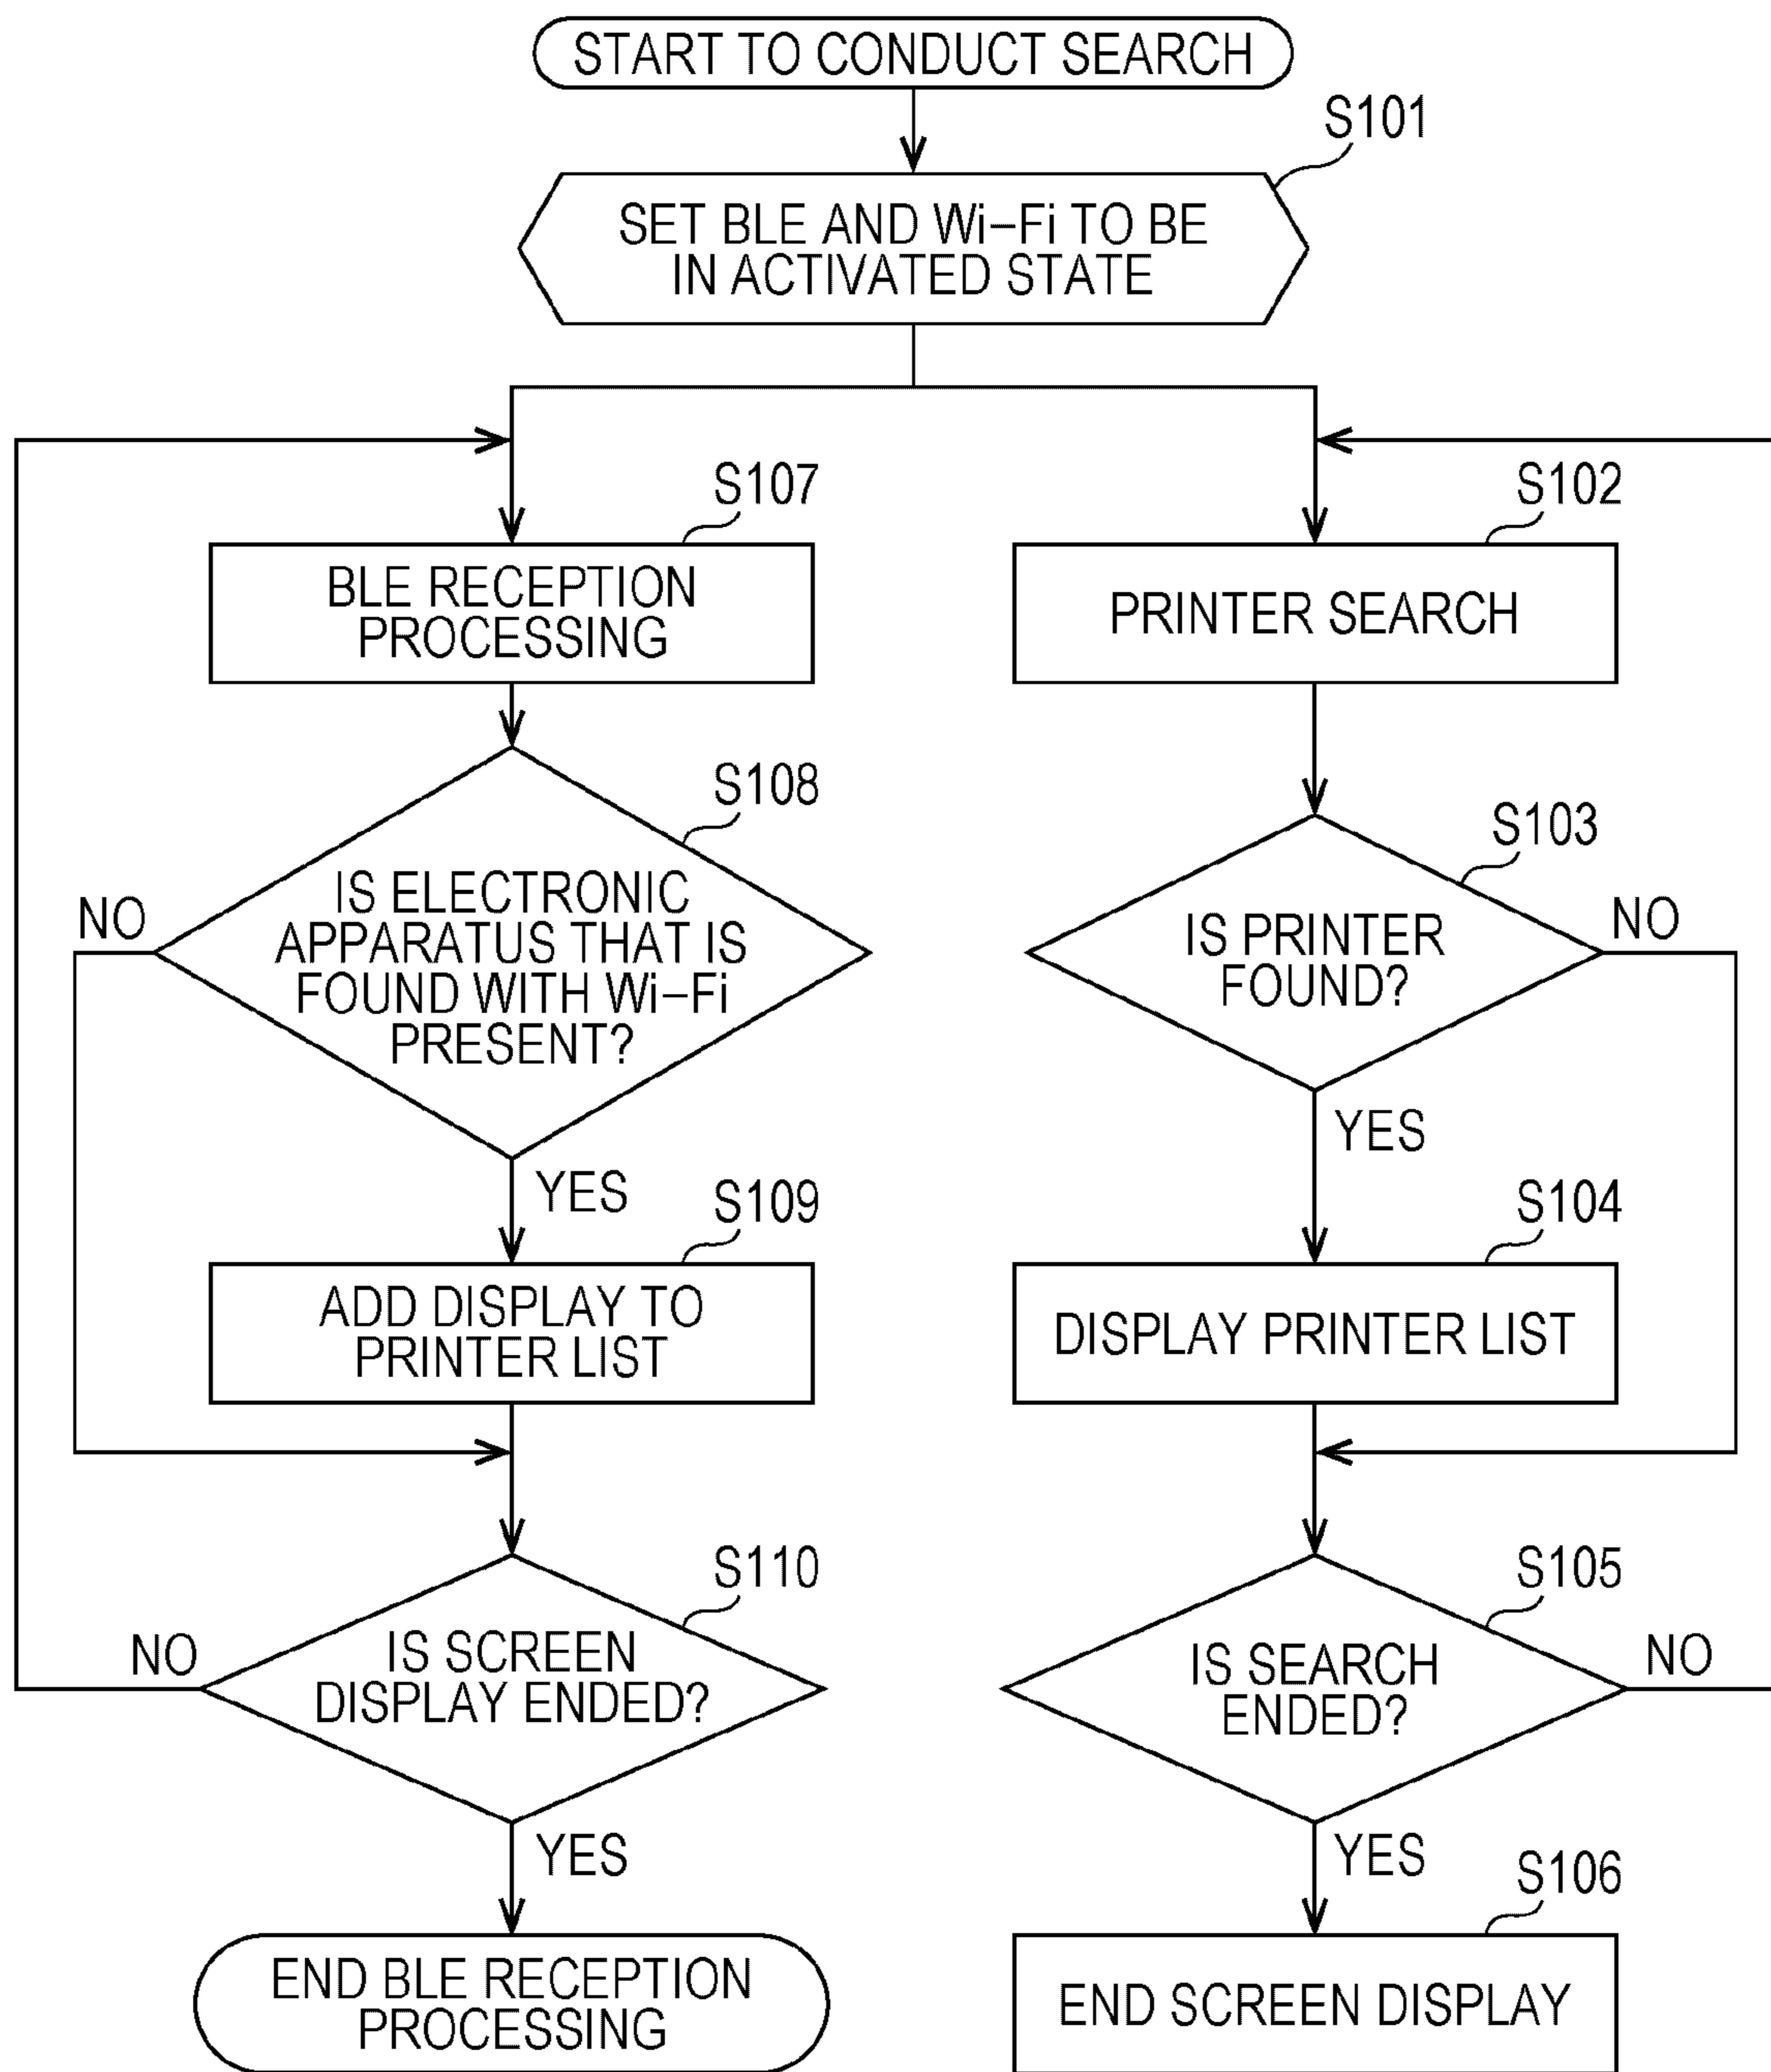 START TO CONDUCT SEARCH
S101
SET BLE AND Wi-Fi TO BE
IN ACTIVATED STATE
S107
BLE RECEPTION
PROCESSING
S108
IS ELECTRONIC
APPARATUS THAT IS
FOUND WITH Wi-Fi
PRESENT?
NO
YES
S109
ADD DISPLAY TO
PRINTER LIST
S110
IS SCREEN
DISPLAY ENDED?
NO
YES
END BLE RECEPTION
PROCESSING
S102
PRINTER SEARCH
S103
IS PRINTER
FOUND?
NO
YES
S104
DISPLAY PRINTER LIST
S105
IS SEARCH
ENDED?
NO
YES
S106
END SCREEN DISPLAY